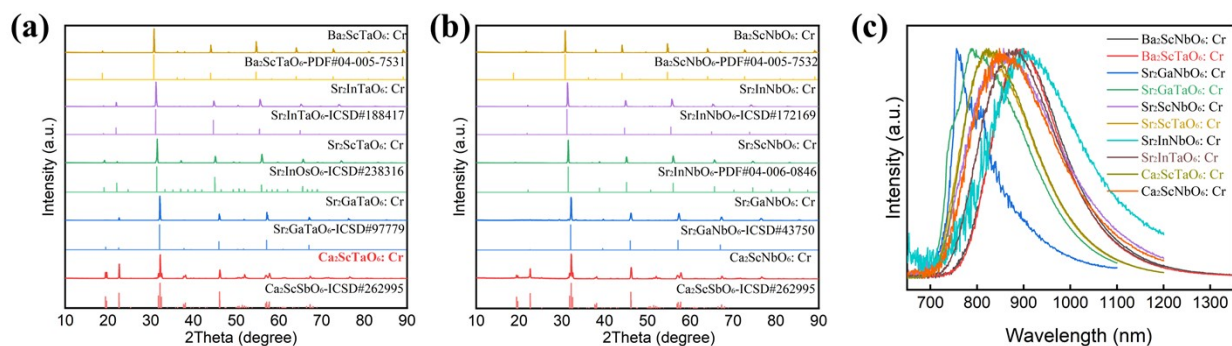 (a)
Intensity (a.u.)
Ba₂ScTaO₆: Cr
Ba₂ScTaO₆-PDF#04-005-7531
Sr₂InTaO₆: Cr
Sr₂InTaO₆-ICSD#188417
Sr₂ScTaO₆: Cr
Sr₂InOsO₆-ICSD#238316
Sr₂GaTaO₆: Cr
Sr₂GaTaO₆-ICSD#97779
Ca₂ScTaO₆: Cr
Ca₂ScSbO₆-ICSD#262995
10 20 30 40 50 60 70 80 90
2Theta (degree)
(b)
Intensity (a.u.)
Ba₂ScNbO₆: Cr
Ba₂ScNbO₆-PDF#04-005-7532
Sr₂InNbO₆: Cr
Sr₂InNbO₆-ICSD#172169
Sr₂ScNbO₆: Cr
Sr₂InNbO₆-PDF#04-006-0846
Sr₂GaNbO₆: Cr
Sr₂GaNbO₆-ICSD#43750
Ca₂ScNbO₆: Cr
Ca₂ScSbO₆-ICSD#262995
10 20 30 40 50 60 70 80 90
2Theta (degree)
(c)
Intensity (a.u.)
Ba₂ScNbO₆: Cr
Ba₂ScTaO₆: Cr
Sr₂GaNbO₆: Cr
Sr₂GaTaO₆: Cr
Sr₂ScNbO₆: Cr
Sr₂ScTaO₆: Cr
Sr₂InNbO₆: Cr
Sr₂InTaO₆: Cr
Ca₂ScTaO₆: Cr
Ca₂ScNbO₆: Cr
700 800 900 1000 1100 1200 1300
Wavelength (nm)